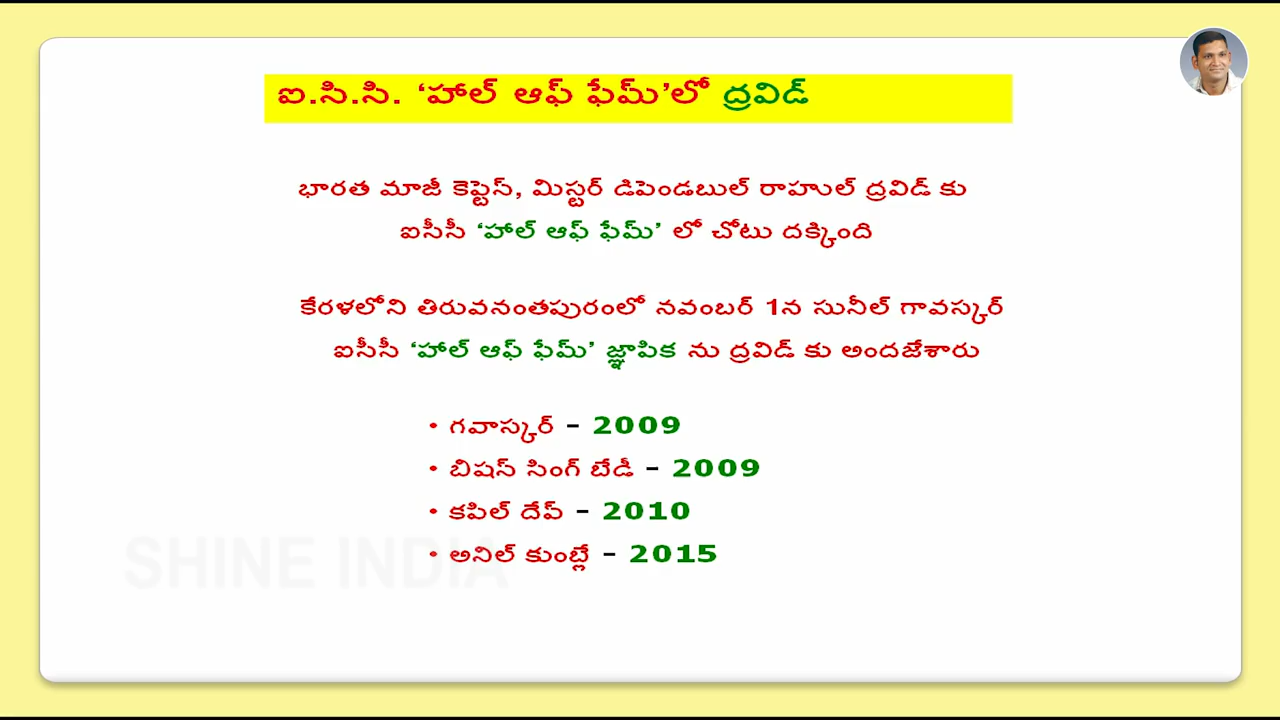 ఐ.సి.సి. ‘హాల్ ఆఫ్ ఫేమ్’లో ద్రవిడ్
భారత మాజీ కెప్టెన్, మిస్టర్ డిపెండబుల్ రాహుల్ ద్రవిడ్ కు
ఐసీసీ ‘హాల్ ఆఫ్ ఫేమ్’ లో చోటు దక్కింది
కేరళలోని తిరువనంతపురంలో నవంబర్ 1న సునీల్ గావస్కర్
ఐసీసీ ‘హాల్ ఆఫ్ ఫేమ్’ జ్ఞాపిక ను ద్రవిడ్ కు అందజేశారు
• గవాస్కర్ – 2009
• బిషన్ సింగ్ బేడీ – 2009
• కపిల్ దేవ్ – 2010
• అనిల్ కుంబ్లే – 2015
SHINE INDIA